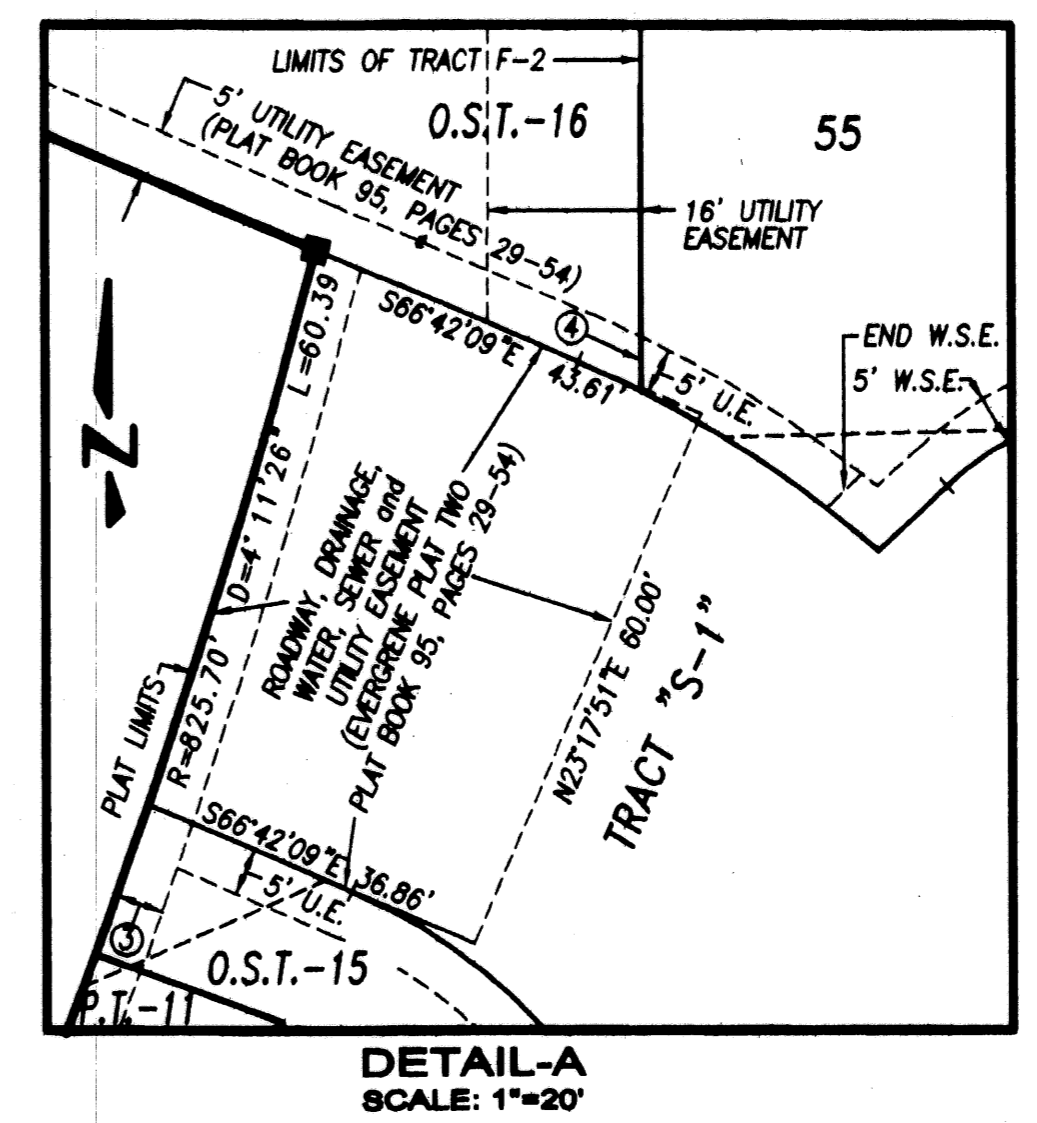 LIMITS OF TRACT F-2
O.S.T.-16
55
5' UTILITY EASEMENT
(PLAT BOOK 95, PAGES 29-54)
16' UTILITY
EASEMENT
S66°42'09"E
43.61'
4
5' U.E.
END W.S.E.
5' W.S.E.
N
R=825.70' D=4°11'26" L=60.39
PLAT LIMITS
ROADWAY, DRAINAGE,
WATER, SEWER and
UTILITY EASEMENT
(EVERGRENE PLAT TWO
PLAT BOOK 95, PAGES 29-54)
N23°17'51"E 60.00'
TRACT "S-1"
S66°42'09"E 36.86'
5' U.E.
3
O.S.T.-15
P.T.-11
DETAIL-A
SCALE: 1"=20'